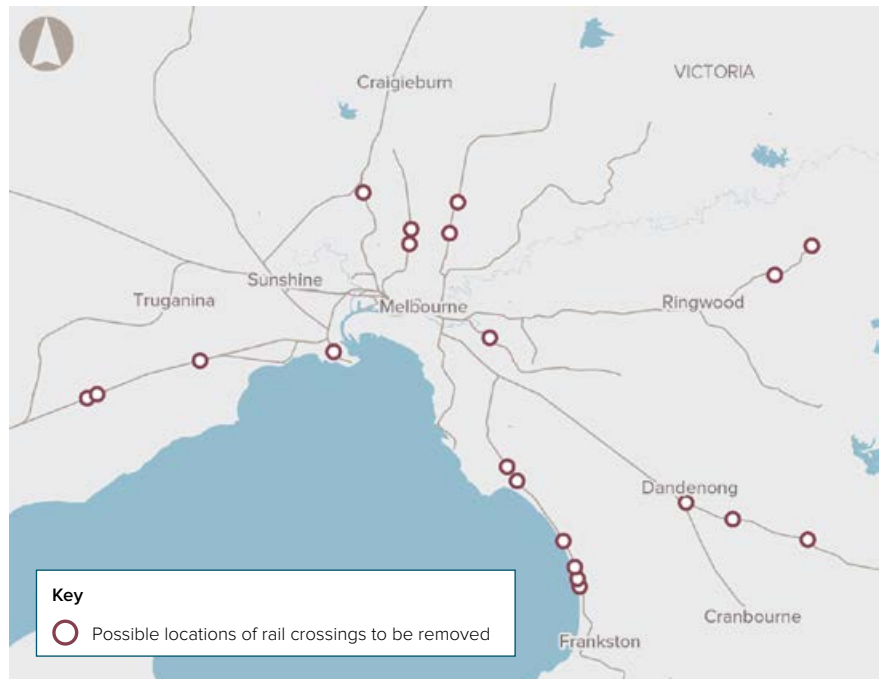 Craigieburn
VICTORIA
Sunshine
Truganina
Melbourne
Ringwood
Dandenong
Cranbourne
Frankston
Key
Possible locations of rail crossings to be removed